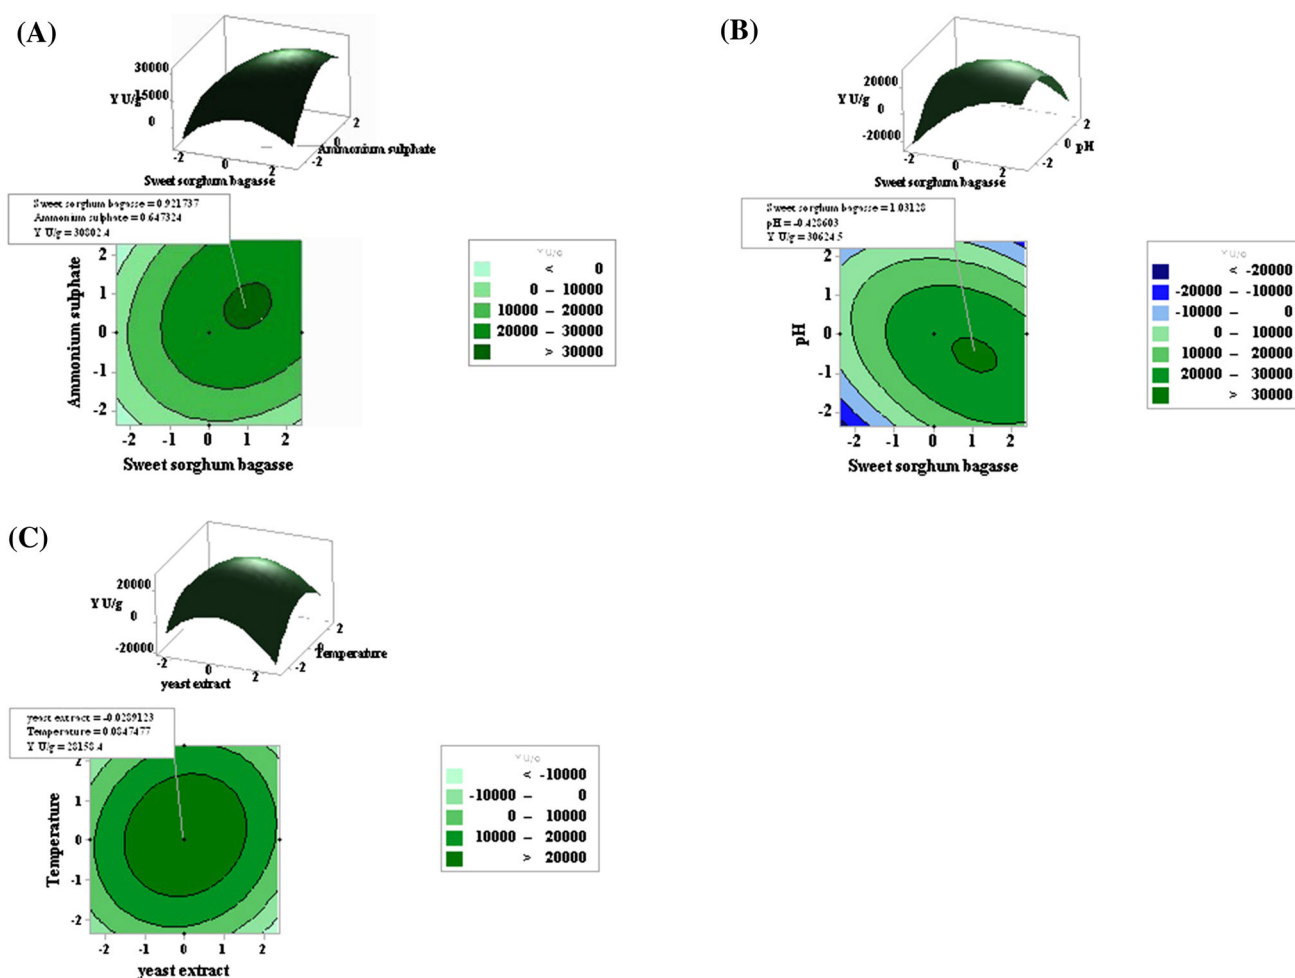 (A)
30000
Y U/g
15000
0
-2
0
2
Sweet sorghum bagasse
-2
0
2
Ammonium sulphate
Sweet sorghum bagasse = 0.921737
Ammonium sulphate = 0.647324
Y U/g = 30802.4
Ammonium sulphate
2
1
0
-1
-2
-2 -1 0 1 2
Sweet sorghum bagasse
< 0
0 – 10000
10000 – 20000
20000 – 30000
> 30000
(B)
20000
Y U/g
0
-20000
-2
0
2
Sweet sorghum bagasse
-2
0
2
pH
Sweet sorghum bagasse = 1.03128
pH = -0.428603
Y U/g = 30624.5
pH
2
1
0
-1
-2
-2 -1 0 1 2
Sweet sorghum bagasse
< -20000
-20000 – -10000
-10000 – 0
0 – 10000
10000 – 20000
20000 – 30000
> 30000
(C)
20000
Y U/g
0
-20000
-2
0
2
yeast extract
-2
0
2
Temperature
yeast extract = -0.0289123
Temperature = 0.0847477
Y U/g = 28158.4
Temperature
2
1
0
-1
-2
-2 -1 0 1 2
yeast extract
< -10000
-10000 – 0
0 – 10000
10000 – 20000
> 20000